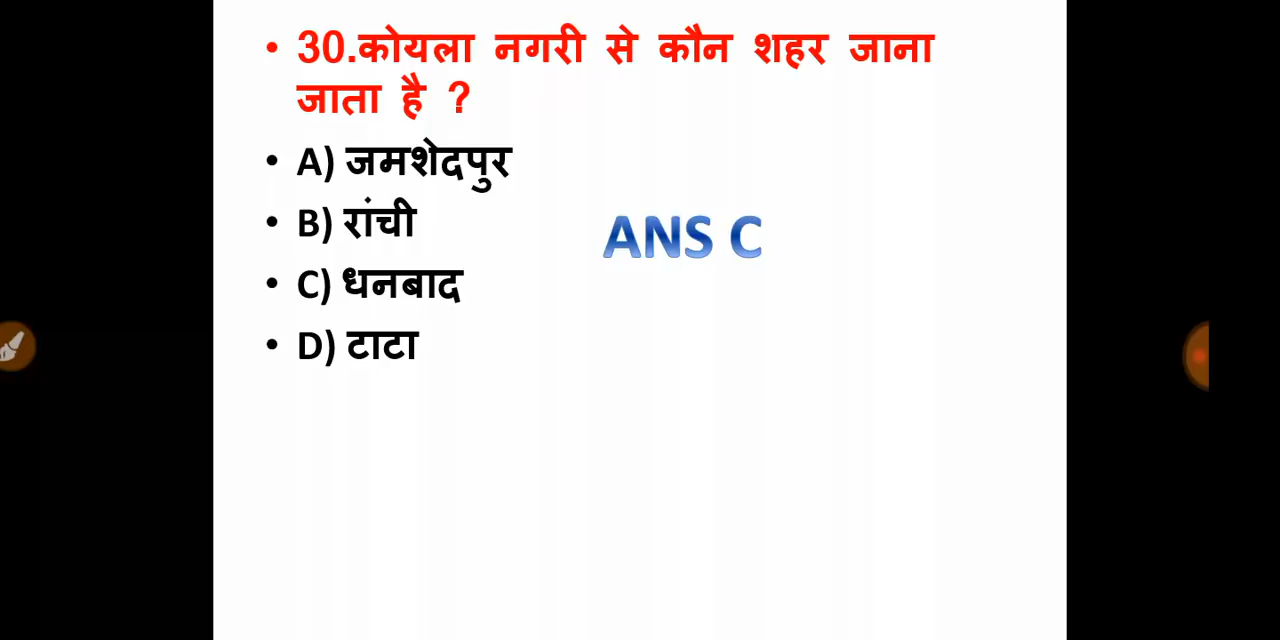 • 30.कोयला नगरी से कौन शहर जाना
जाता है ?
• A) जमशेदपुर
• B) रांची
ANS C
• C) धनबाद
• D) टाटा